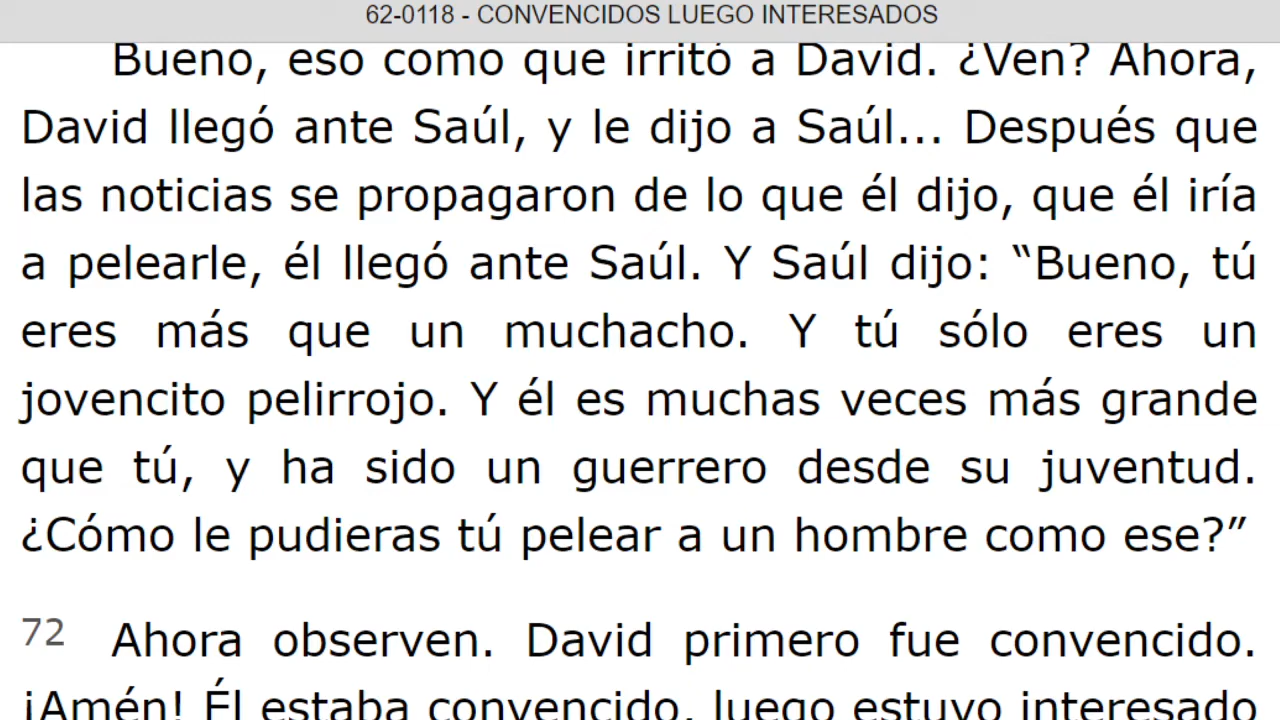 62-0118 - CONVENCIDOS LUEGO INTERESADOS
Bueno, eso como que irritó a David. ¿Ven? Ahora,
David llegó ante Saúl, y le dijo a Saúl... Después que
las noticias se propagaron de lo que él dijo, que él iría
a pelearle, él llegó ante Saúl. Y Saúl dijo: “Bueno, tú
eres más que un muchacho. Y tú sólo eres un
jovencito pelirrojo. Y él es muchas veces más grande
que tú, y ha sido un guerrero desde su juventud.
¿Cómo le pudieras tú pelear a un hombre como ese?”
72 Ahora observen. David primero fue convencido.
¡Amén! Él estaba convencido, luego estuvo interesado